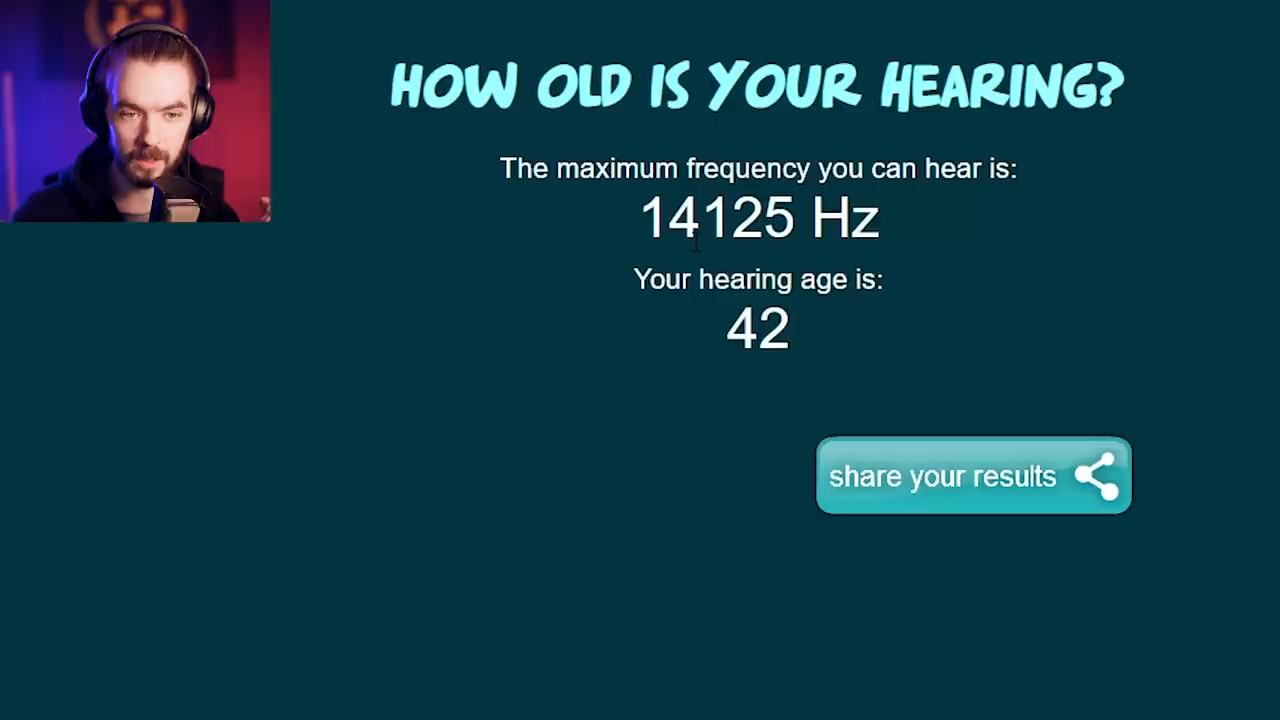 HOW OLD IS YOUR HEARING?
The maximum frequency you can hear is:
14125 Hz
Your hearing age is:
42
share your results